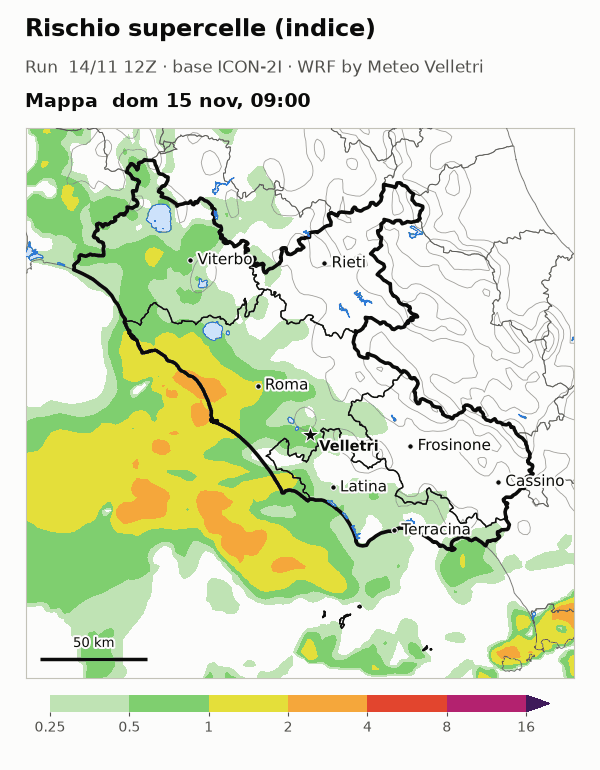 Rischio supercelle (indice)
Run 14/11 12Z · base ICON-2I · WRF by Meteo Velletri
Mappa dom 15 nov, 09:00
Viterbo
Rieti
Roma
Velletri
Frosinone
Cassino
Latina
Terracina
50 km
0.25 0.5 1 2 4 8 16